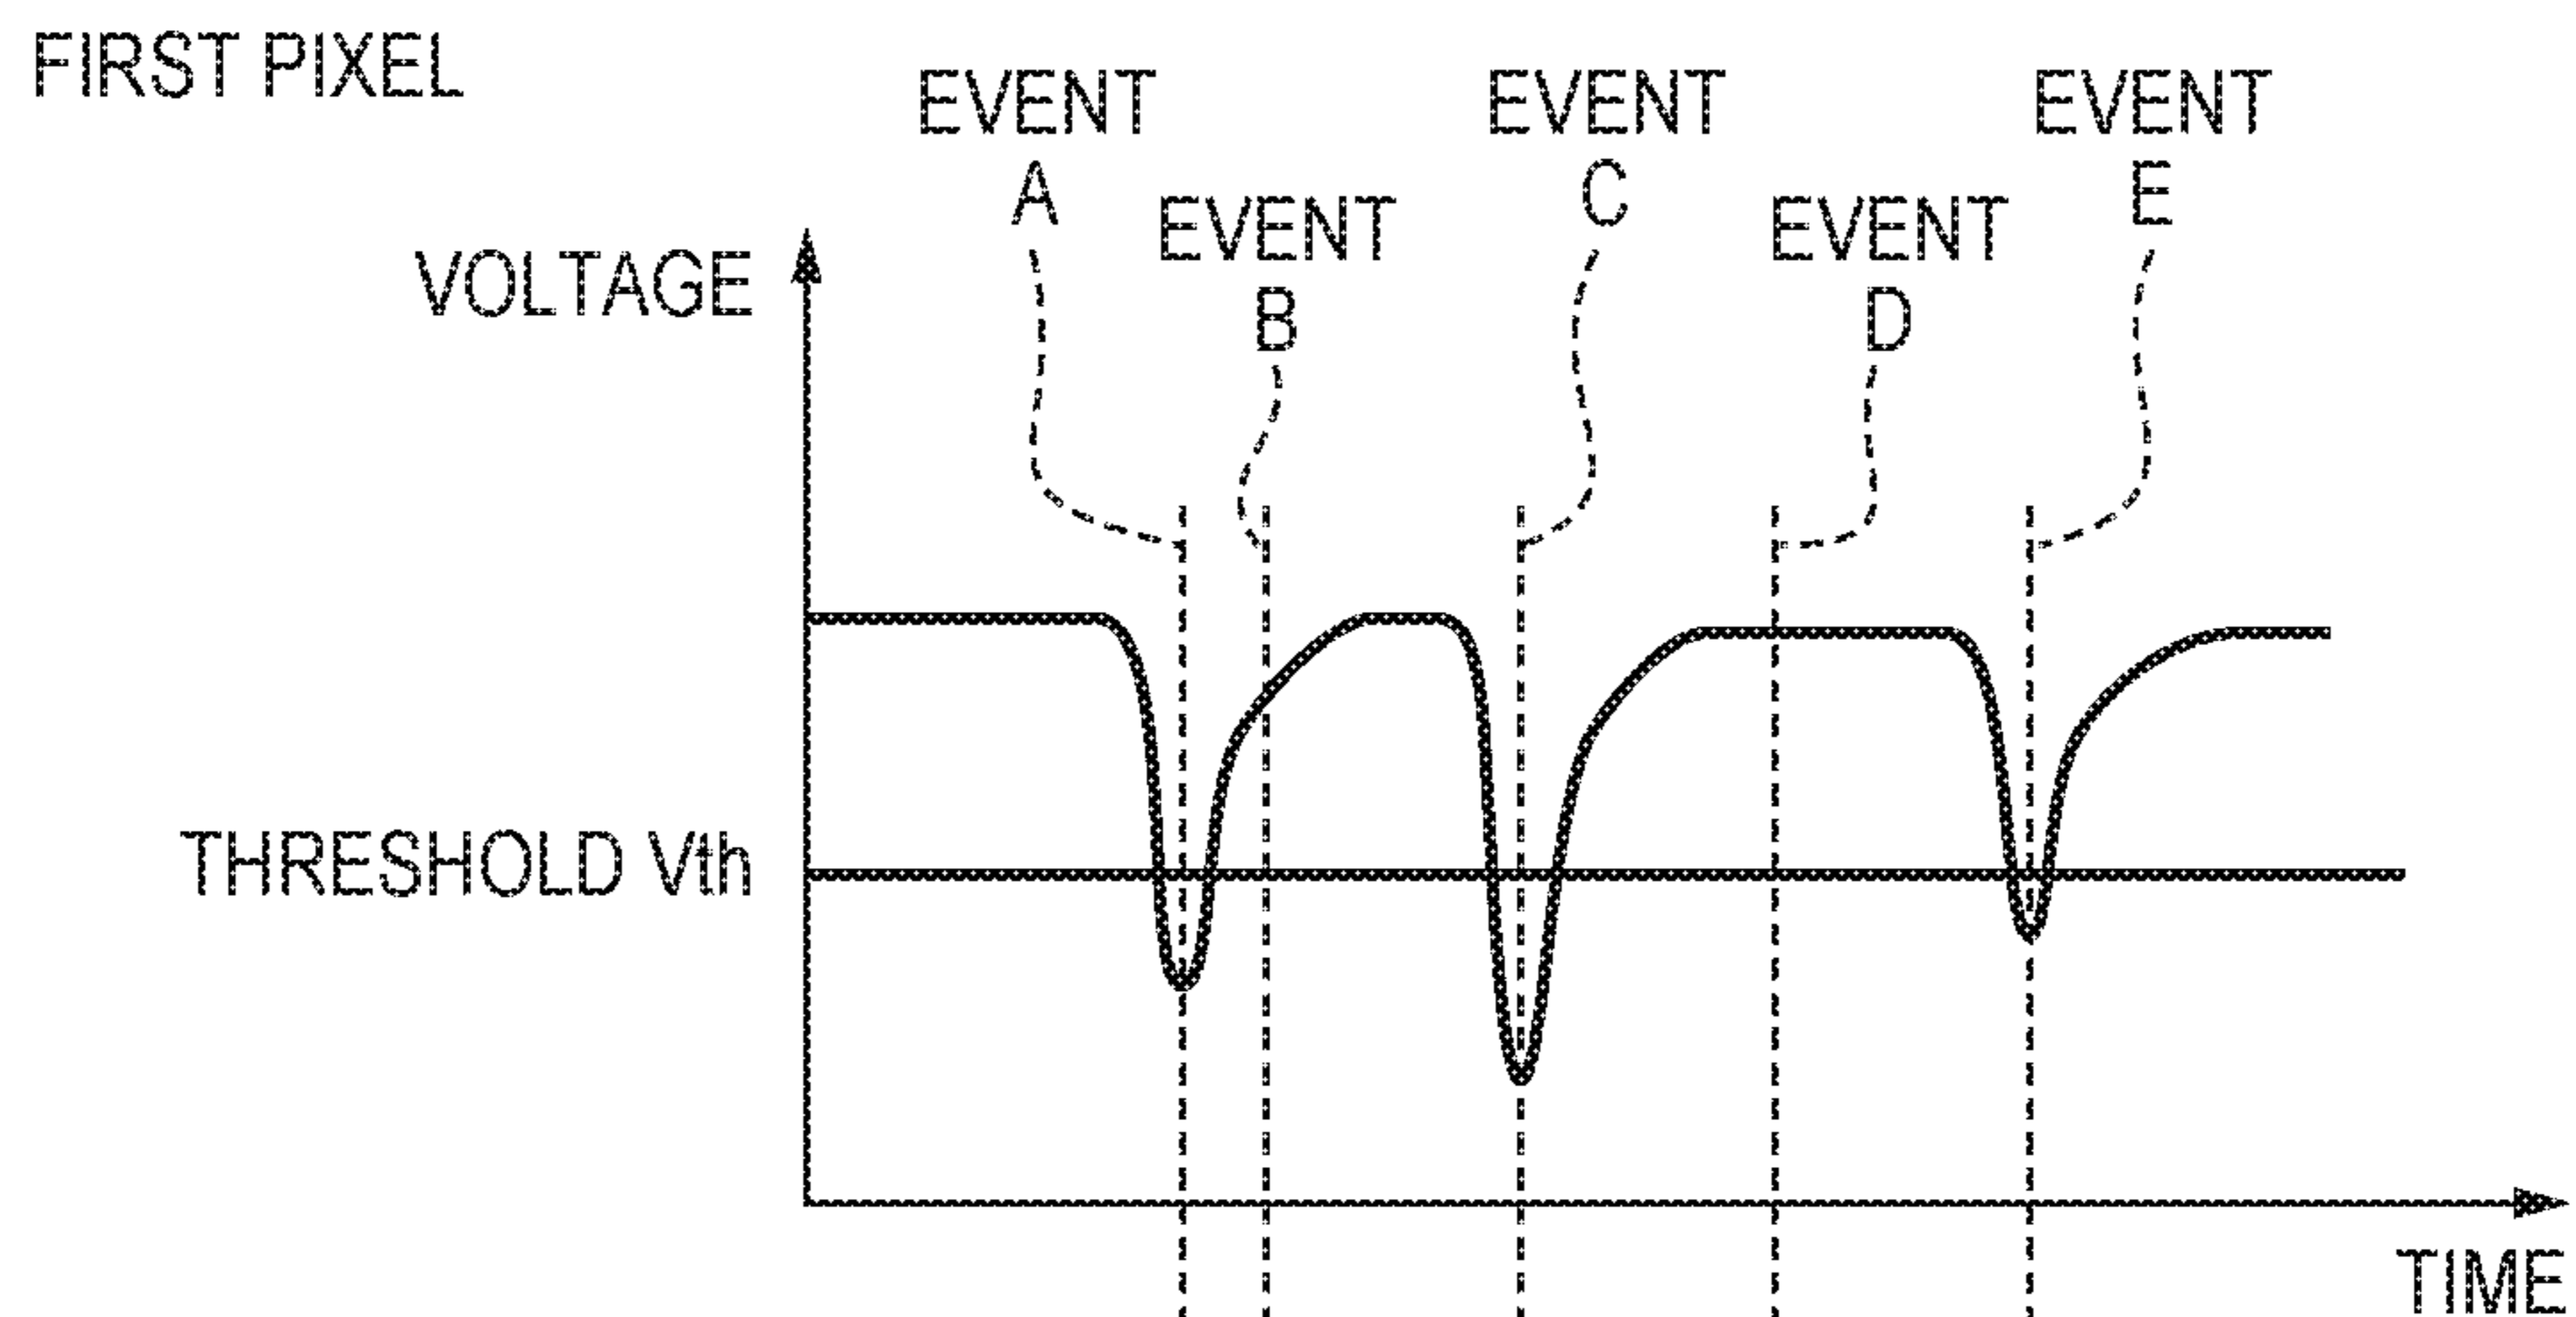 FIRST PIXEL
EVENT
A
EVENT
B
EVENT
C
EVENT
D
EVENT
E
VOLTAGE
THRESHOLD Vth
TIME